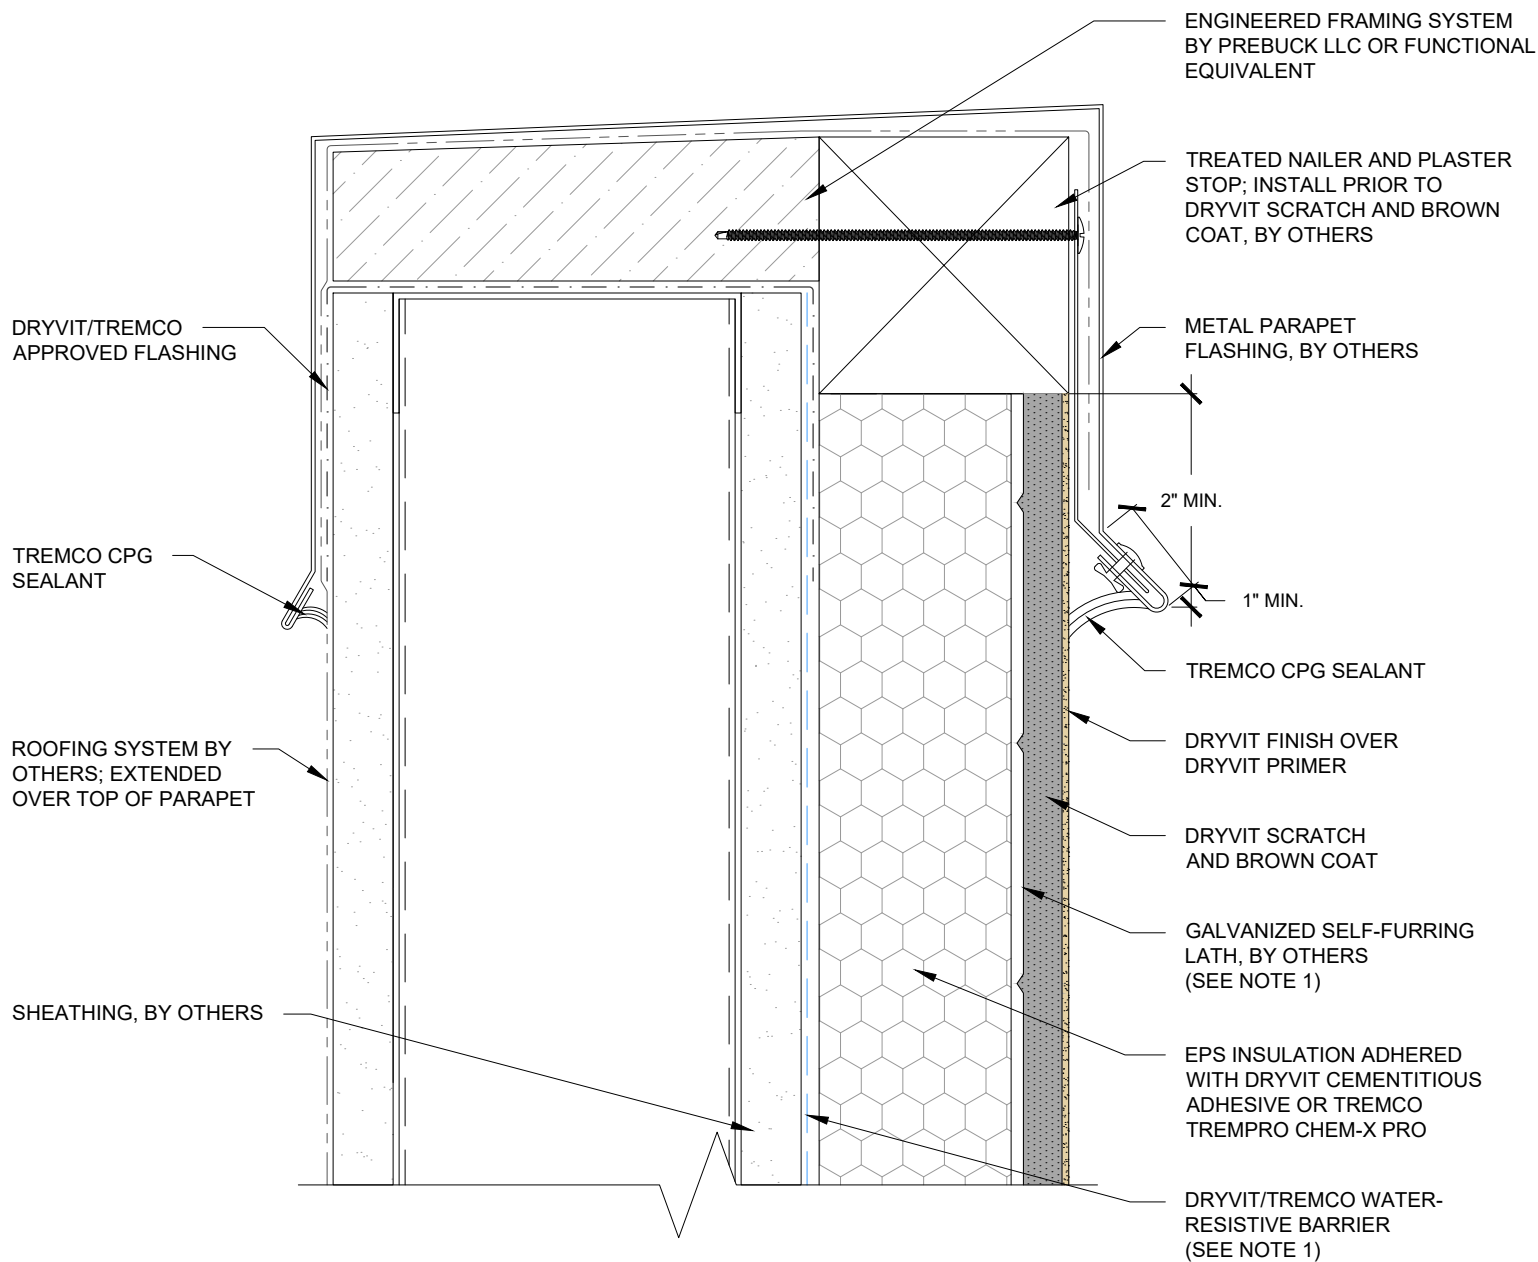 ENGINEERED FRAMING SYSTEM
BY PREBUCK LLC OR FUNCTIONAL
EQUIVALENT
TREATED NAILER AND PLASTER
STOP; INSTALL PRIOR TO
DRYVIT SCRATCH AND BROWN
COAT, BY OTHERS
DRYVIT/TREMCO
APPROVED FLASHING
METAL PARAPET
FLASHING, BY OTHERS
2" MIN.
TREMCO CPG
SEALANT
1" MIN.
TREMCO CPG SEALANT
ROOFING SYSTEM BY
OTHERS; EXTENDED
OVER TOP OF PARAPET
DRYVIT FINISH OVER
DRYVIT PRIMER
DRYVIT SCRATCH
AND BROWN COAT
GALVANIZED SELF-FURRING
LATH, BY OTHERS
(SEE NOTE 1)
SHEATHING, BY OTHERS
EPS INSULATION ADHERED
WITH DRYVIT CEMENTITIOUS
ADHESIVE OR TREMCO
TREMPRO CHEM-X PRO
DRYVIT/TREMCO WATER-
RESISTIVE BARRIER
(SEE NOTE 1)